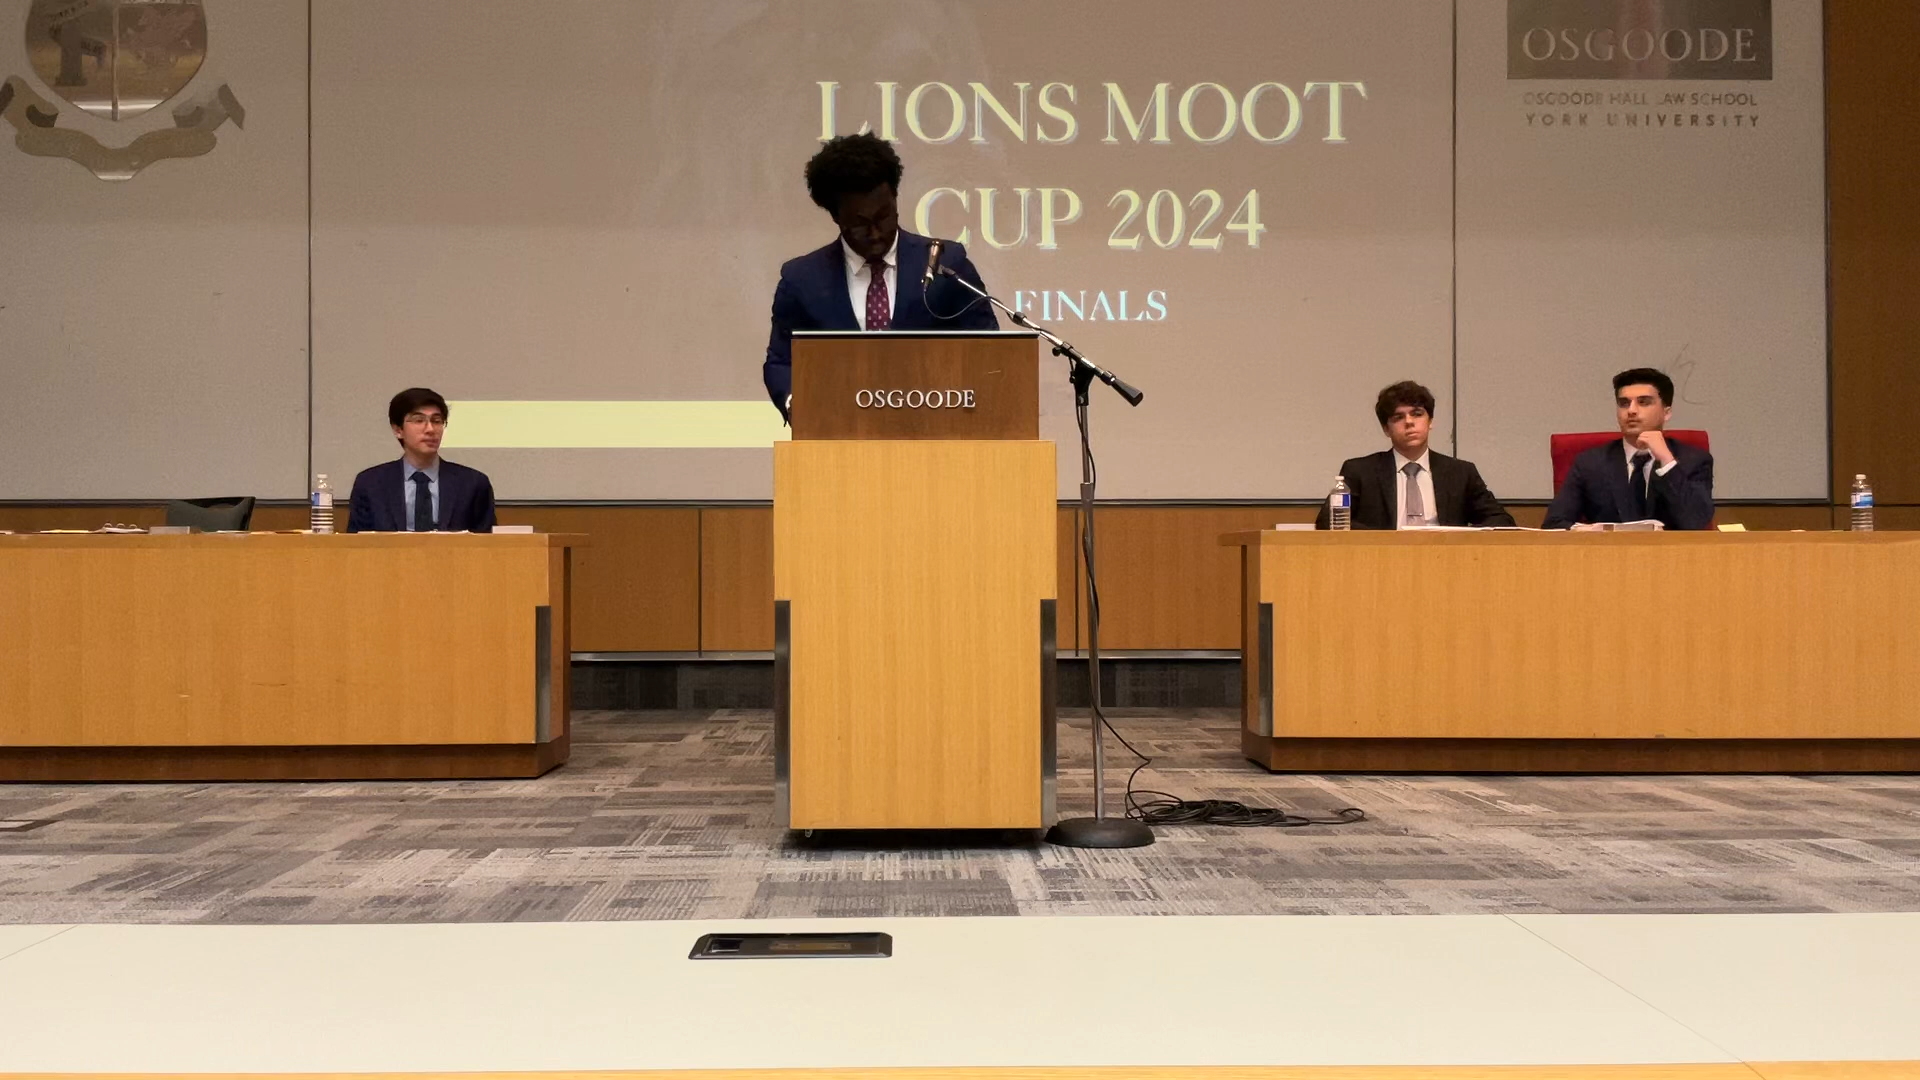 LIONS MOOT
CUP 2024
FINALS
OSGOODE
OSGOODE HALL LAW SCHOOL
YORK UNIVERSITY
OSGOODE